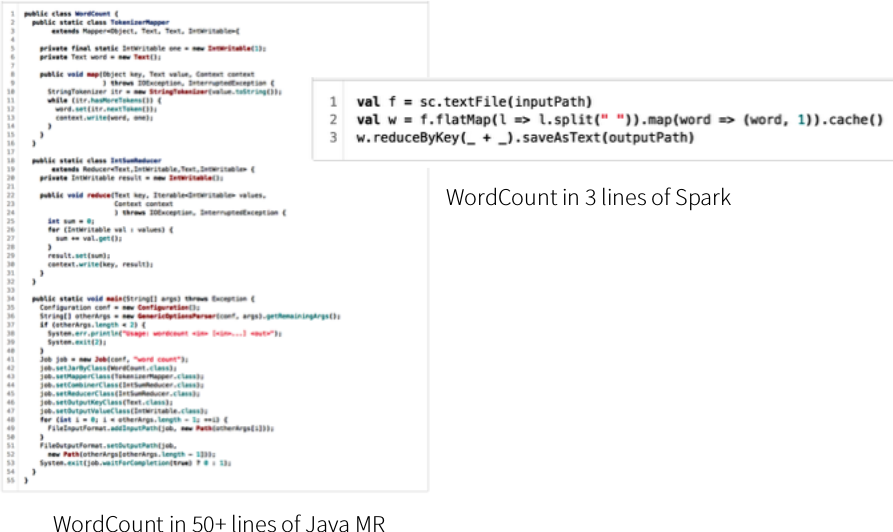 1 public class WordCount {
2 public static class TokenizerMapper
3 extends Mapper<Object, Text, Text, IntWritable>{
4
5 private final static IntWritable one = new IntWritable(1);
6 private Text word = new Text();
7
8 public void map(Object key, Text value, Context context
9 ) throws IOException, InterruptedException {
10 StringTokenizer itr = new StringTokenizer(value.toString());
11 while (itr.hasMoreTokens()) {
12 word.set(itr.nextToken());
13 context.write(word, one);
14 }
15 }
16 }
17
18 public static class IntSumReducer
19 extends Reducer<Text,IntWritable,Text,IntWritable> {
20 private IntWritable result = new IntWritable();
21
22 public void reduce(Text key, Iterable<IntWritable> values,
23 Context context
24 ) throws IOException, InterruptedException {
25 int sum = 0;
26 for (IntWritable val : values) {
27 sum += val.get();
28 }
29 result.set(sum);
30 context.write(key, result);
31 }
32 }
33
34 public static void main(String[] args) throws Exception {
35 Configuration conf = new Configuration();
36 String[] otherArgs = new GenericOptionsParser(conf, args).getRemainingArgs();
37 if (otherArgs.length < 2) {
38 System.err.println("Usage: wordcount <in> [<in>...] <out>");
39 System.exit(2);
40 }
41 Job job = new Job(conf, "word count");
42 job.setJarByClass(WordCount.class);
43 job.setMapperClass(TokenizerMapper.class);
44 job.setCombinerClass(IntSumReducer.class);
45 job.setReducerClass(IntSumReducer.class);
46 job.setOutputKeyClass(Text.class);
47 job.setOutputValueClass(IntWritable.class);
48 for (int i = 0; i < otherArgs.length - 1; ++i) {
49 FileInputFormat.addInputPath(job, new Path(otherArgs[i]));
50 }
51 FileOutputFormat.setOutputPath(job,
52 new Path(otherArgs[otherArgs.length - 1]));
53 System.exit(job.waitForCompletion(true) ? 0 : 1);
54 }
55 }
WordCount in 50+ lines of Java MR
1 val f = sc.textFile(inputPath)
2 val w = f.flatMap(l => l.split(" ")).map(word => (word, 1)).cache()
3 w.reduceByKey(_ + _).saveAsText(outputPath)
WordCount in 3 lines of Spark